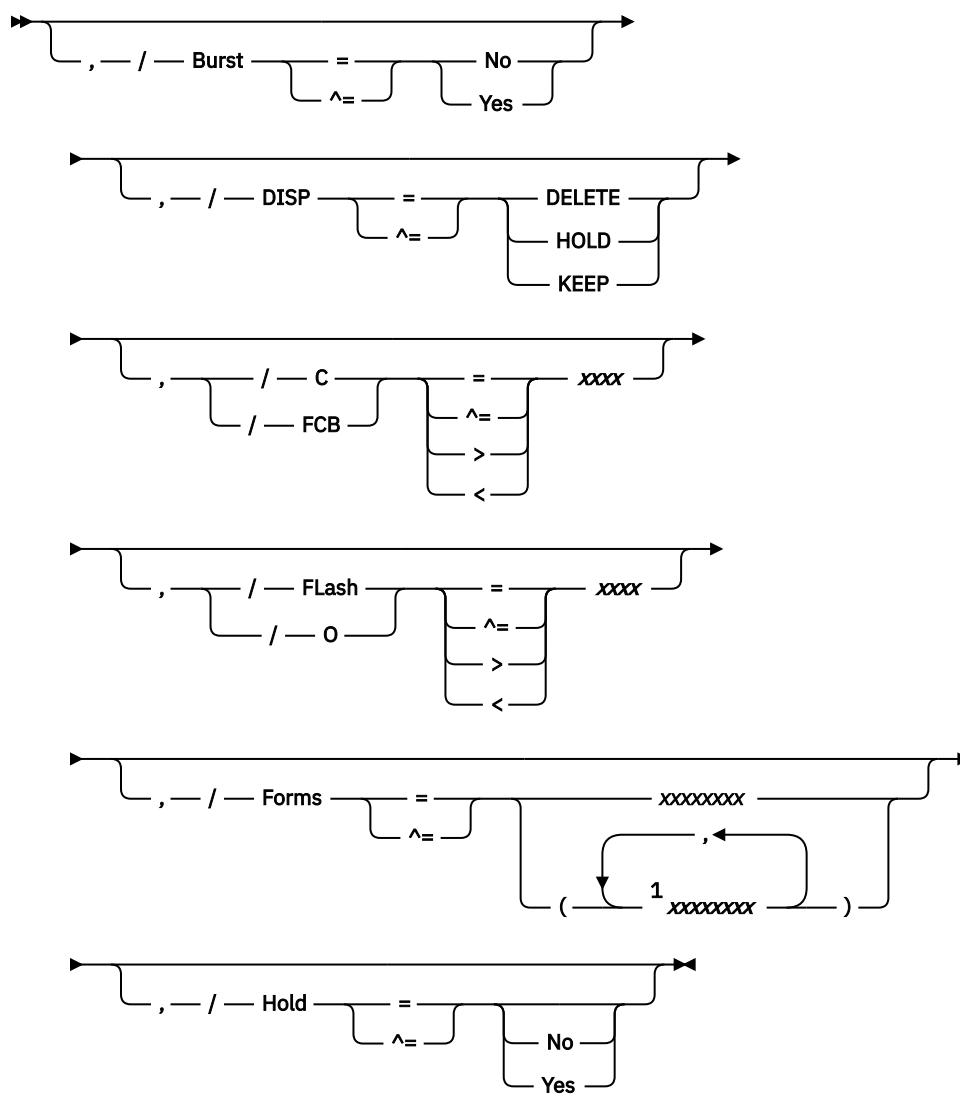 , / Burst = No
^= Yes
, / DISP = DELETE
^= HOLD
KEEP
, / C = xxxx
/ FCB ^=
>
<
, / FLash = xxxx
/ O ^=
>
<
, / Forms = xxxxxxxx
^=
,
( 1 xxxxxxxx )
, / Hold =
^= No
Yes